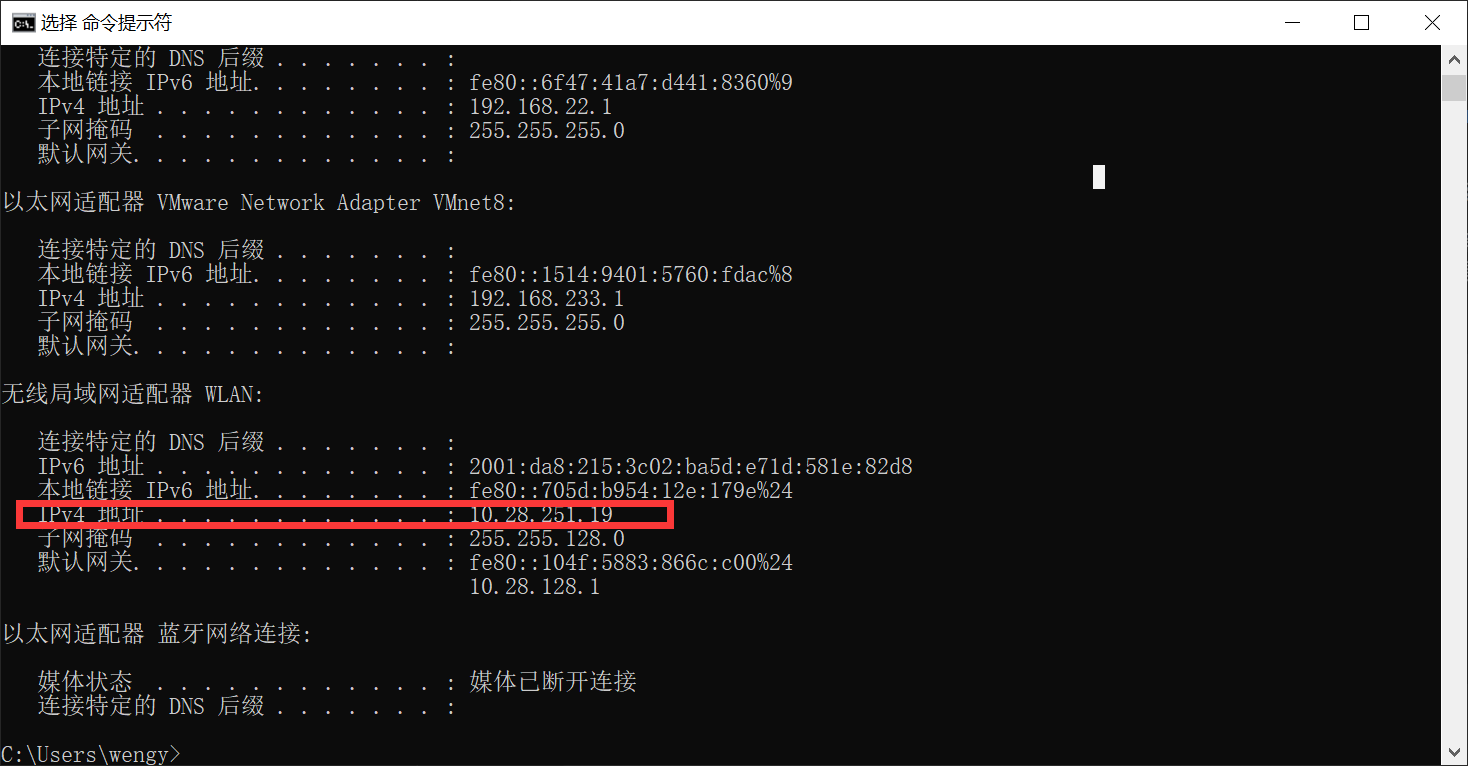 选择 命令提示符
连接特定的 DNS 后缀 . . . . . . . :
本地链接 IPv6 地址. . . . . . . . : fe80::6f47:41a7:d441:8360%9
IPv4 地址 . . . . . . . . . . . . : 192.168.22.1
子网掩码  . . . . . . . . . . . . : 255.255.255.0
默认网关. . . . . . . . . . . . . :
以太网适配器 VMware Network Adapter VMnet8:
连接特定的 DNS 后缀 . . . . . . . :
本地链接 IPv6 地址. . . . . . . . : fe80::1514:9401:5760:fdac%8
IPv4 地址 . . . . . . . . . . . . : 192.168.233.1
子网掩码  . . . . . . . . . . . . : 255.255.255.0
默认网关. . . . . . . . . . . . . :
无线局域网适配器 WLAN:
连接特定的 DNS 后缀 . . . . . . . :
IPv6 地址 . . . . . . . . . . . . : 2001:da8:215:3c02:ba5d:e71d:581e:82d8
本地链接 IPv6 地址. . . . . . . . : fe80::705d:b954:12e:179e%24
IPv4 地址 . . . . . . . . . . . . : 10.28.251.19
子网掩码  . . . . . . . . . . . . : 255.255.128.0
默认网关. . . . . . . . . . . . . : fe80::104f:5883:866c:c00%24
10.28.128.1
以太网适配器 蓝牙网络连接:
媒体状态  . . . . . . . . . . . . : 媒体已断开连接
连接特定的 DNS 后缀 . . . . . . . :
C:\Users\wengy>